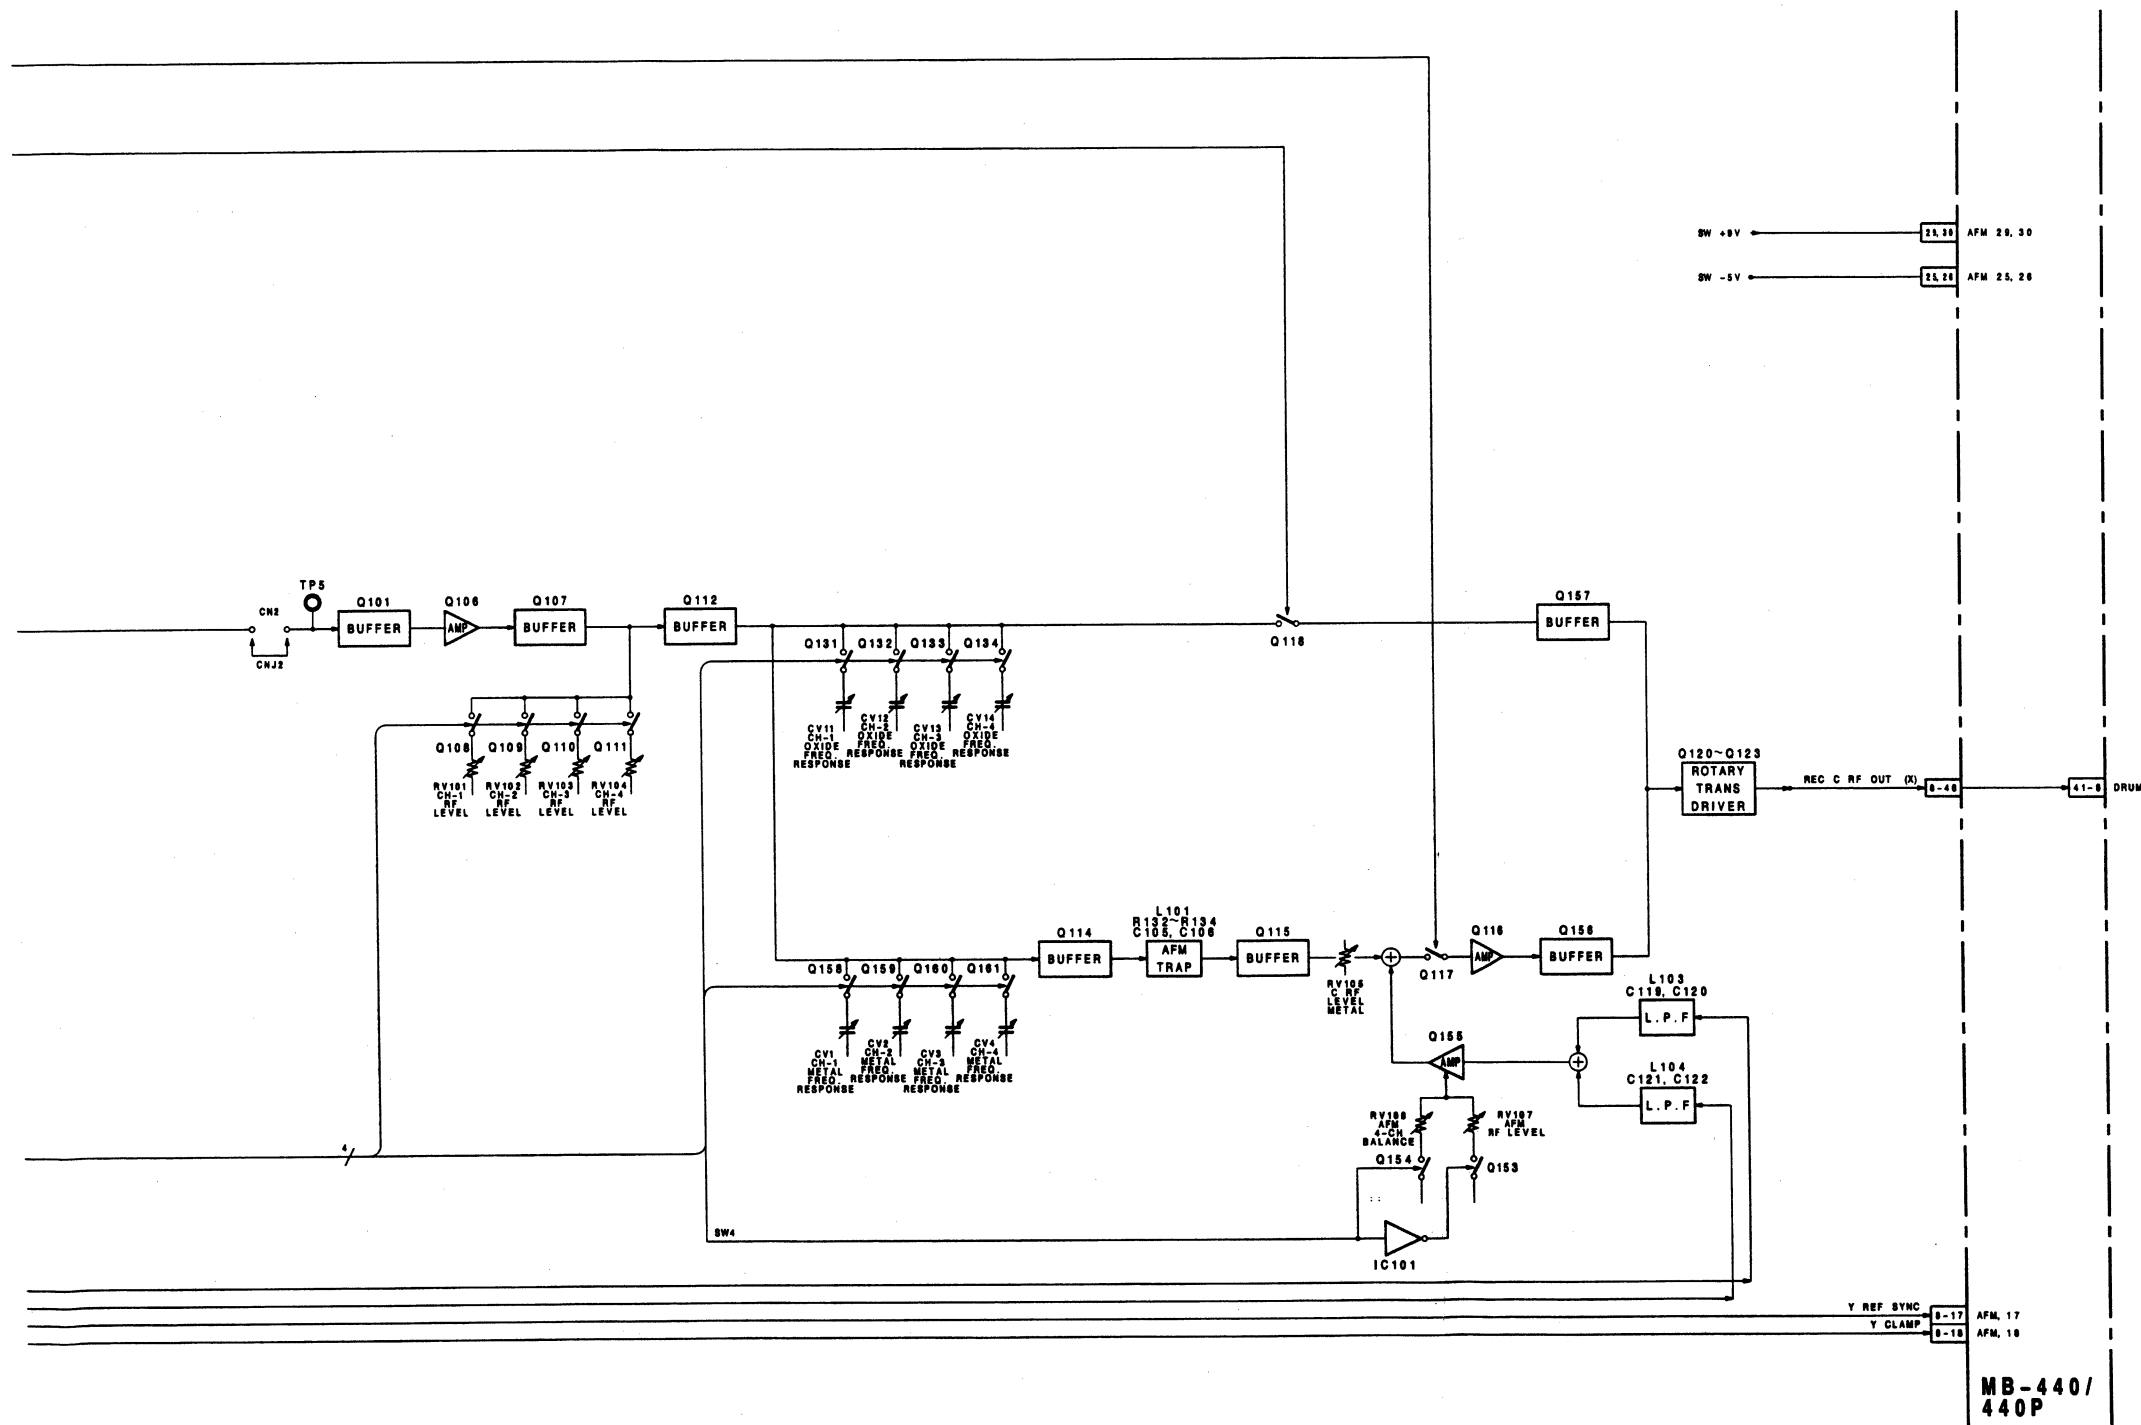 SW +9V
29, 30
AFM 29, 30
SW -5V
25, 26
AFM 25, 26
TP5
CN2
CNJ2
Q101
BUFFER
Q106
AMP
Q107
BUFFER
Q112
BUFFER
Q131
Q132
Q133
Q134
CV11
CH-1
OXIDE
FREQ.
RESPONSE
CV12
CH-2
OXIDE
FREQ.
RESPONSE
CV13
CH-3
OXIDE
FREQ.
RESPONSE
CV14
CH-4
OXIDE
FREQ.
RESPONSE
Q118
Q157
BUFFER
Q108
Q109
Q110
Q111
RV101
CH-1
RF
LEVEL
RV102
CH-2
RF
LEVEL
RV103
CH-3
RF
LEVEL
RV104
CH-4
RF
LEVEL
Q120~Q123
ROTARY
TRANS
DRIVER
REC C RF OUT (X)
41-6
DRUM
Q158
Q159
Q160
Q161
CV1
CH-1
METAL
FREQ.
RESPONSE
CV2
CH-2
METAL
FREQ.
RESPONSE
CV3
CH-3
METAL
FREQ.
RESPONSE
CV4
CH-4
METAL
FREQ.
RESPONSE
Q114
BUFFER
L101
R132~R134
C105, C106
AFM
TRAP
Q115
BUFFER
RV105
C RF
LEVEL
METAL
Q117
Q116
AMP
Q156
BUFFER
L103
C119, C120
L.P.F
Q155
AMP
L104
C121, C122
L.P.F
RV106
AFM
4-CH
BALANCE
RV107
AFM
RF LEVEL
Q154
Q153
4
SW4
IC101
Y REF SYNC
8-17
AFM, 17
Y CLAMP
8-18
AFM, 18
MB-440/
440P